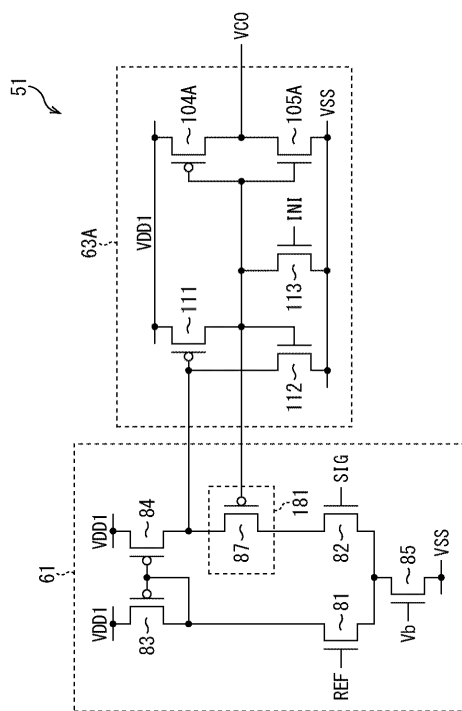 51
61
63A
VDD1
VDD1
VDD1
83
84
111
104A
VCO
87
181
112
113
INI
105A
VSS
REF
81
82
SIG
Vb
85
VSS